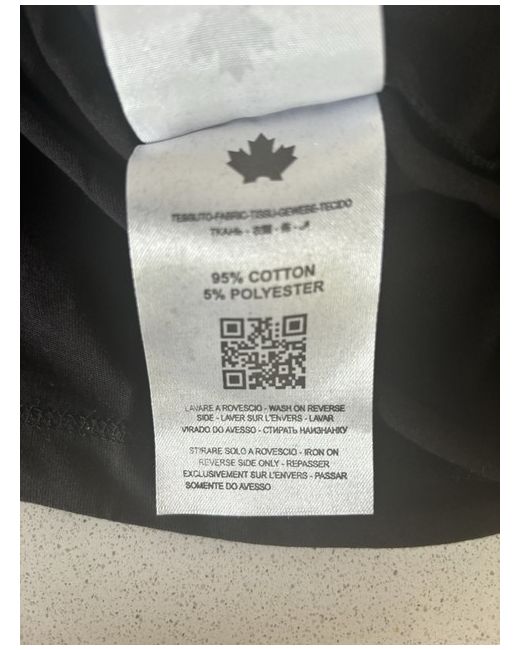 TESSUTO-FABRIC-TISSU-GEWEBE-TECIDO
ТКАНЬ -
95% COTTON
5% POLYESTER
LAVARE A ROVESCIO - WASH ON REVERSE
SIDE - LAVER SUR L'ENVERS - LAVAR
VIRADO DO AVESSO - СТИРАТЬ НАИЗНАНКУ
STIRARE SOLO A ROVESCIO - IRON ON
REVERSE SIDE ONLY - REPASSER
EXCLUSIVEMENT SUR L'ENVERS - PASSAR
SOMENTE DO AVESSO